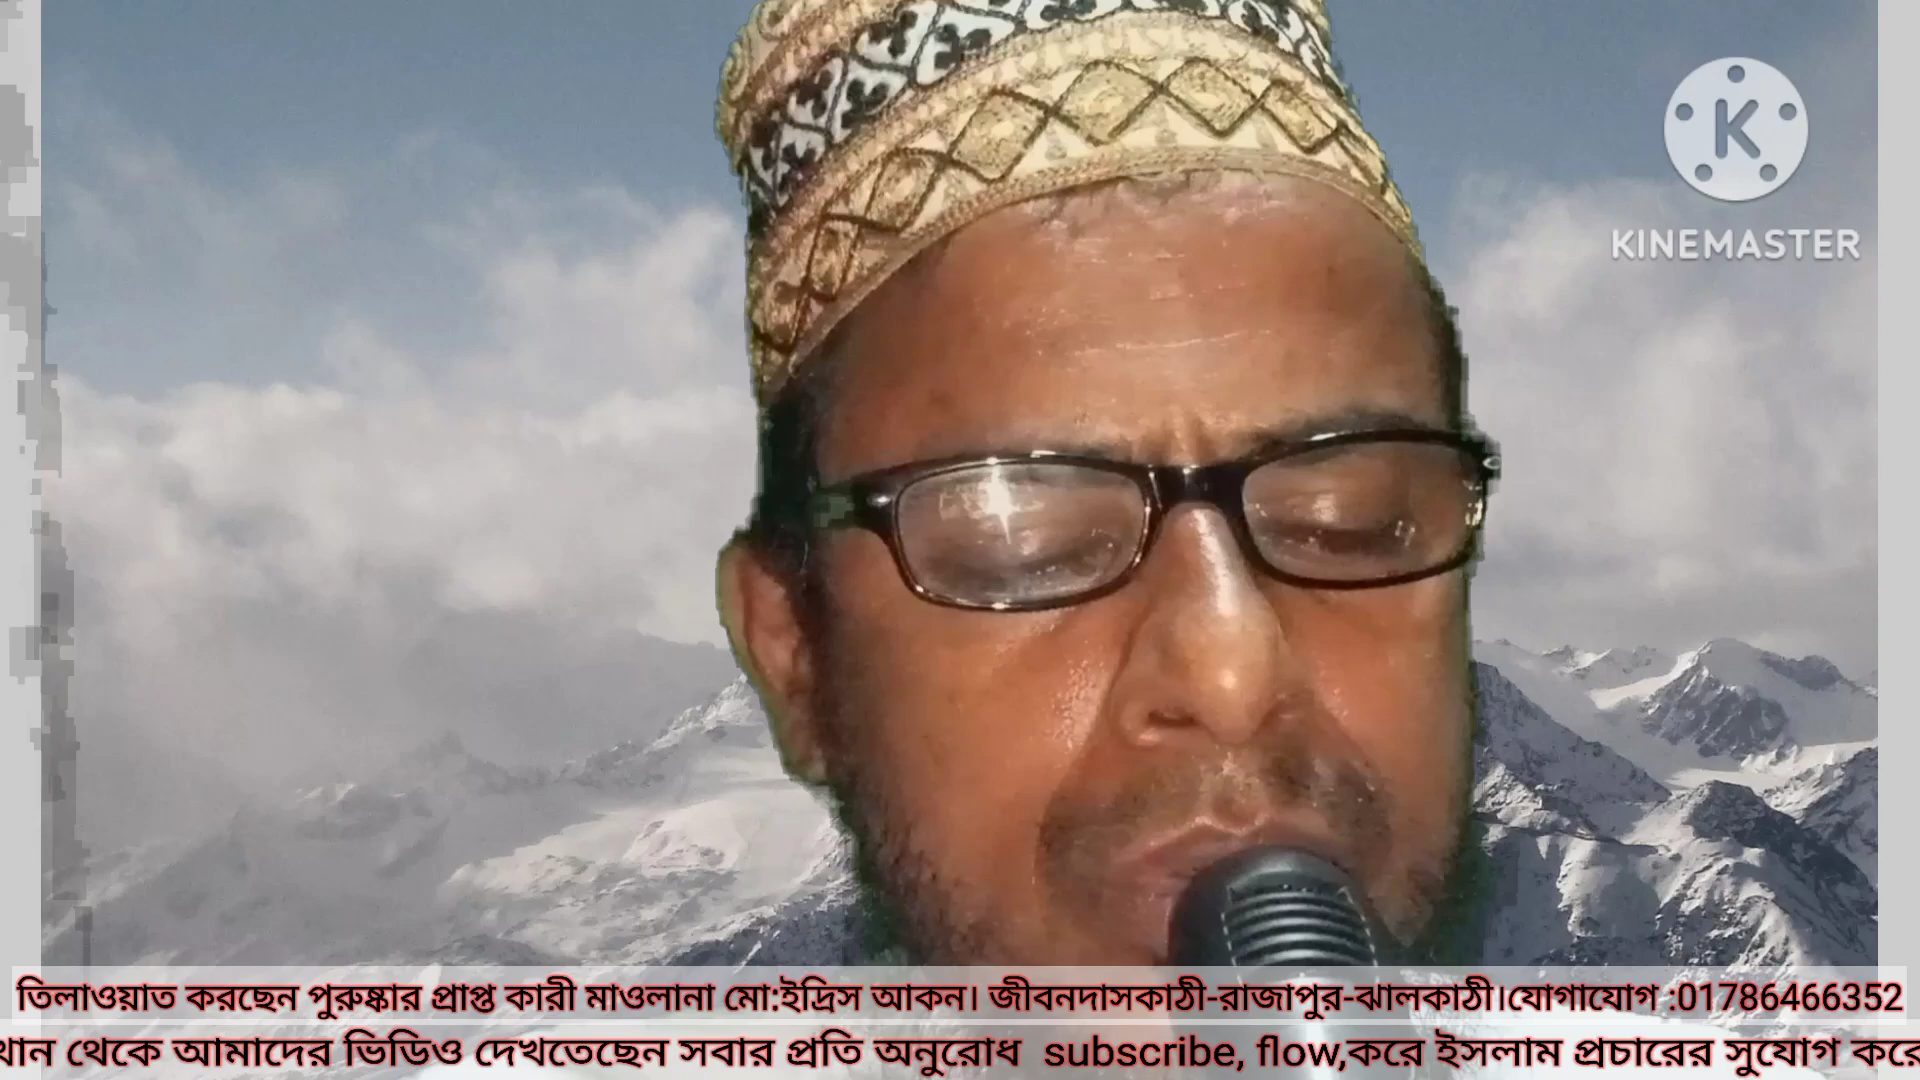 K
KINEMASTER
তিলাওয়াত করছেন পুরুষ্কার প্রাপ্ত কারী মাওলানা মো:ইদ্রিস আকন। জীবনদাসকাঠী-রাজাপুর-ঝালকাঠী।যোগাযোগ :01786466352
থেকে আমাদের ভিডিও দেখতেছেন সবার প্রতি অনুরোধ subscribe, flow,করে ইসলাম প্রচারের সুযোগ